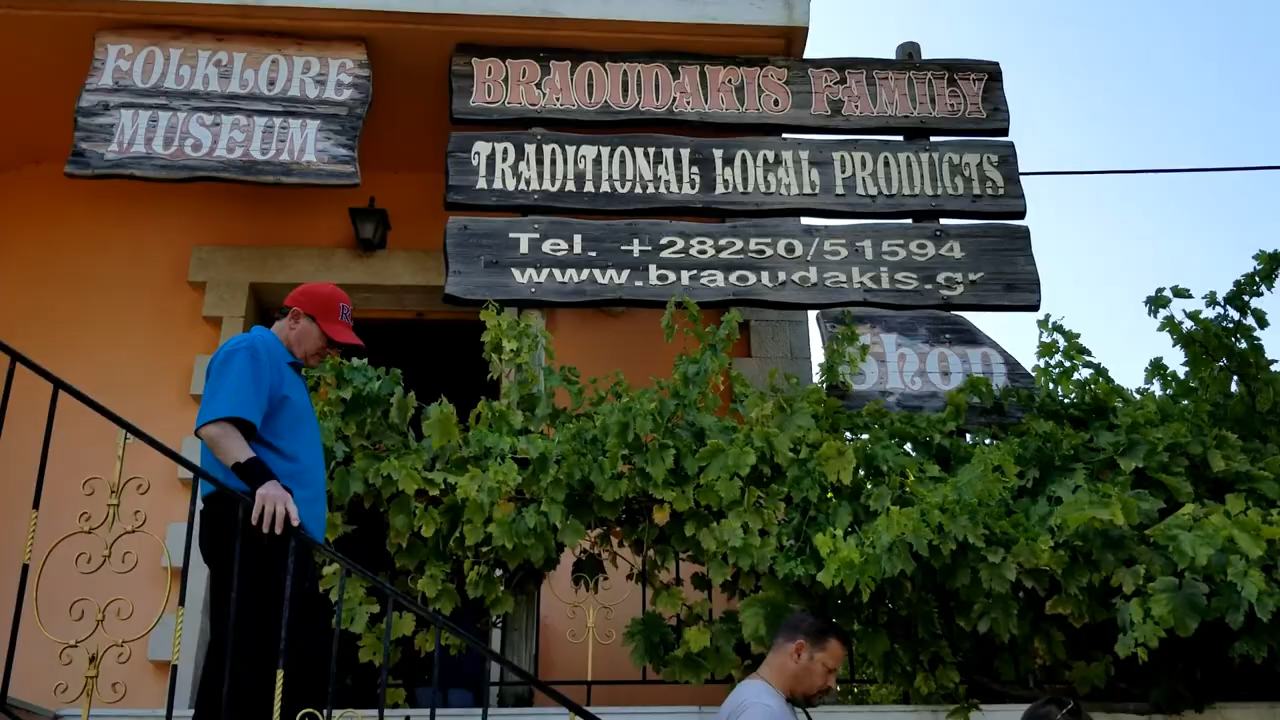 FOLKLORE
MUSEUM
BRAOUDAKIS FAMILY
TRADITIONAL LOCAL PRODUCTS
Tel. +28250/51594
www.braoudakis.gr
Shop